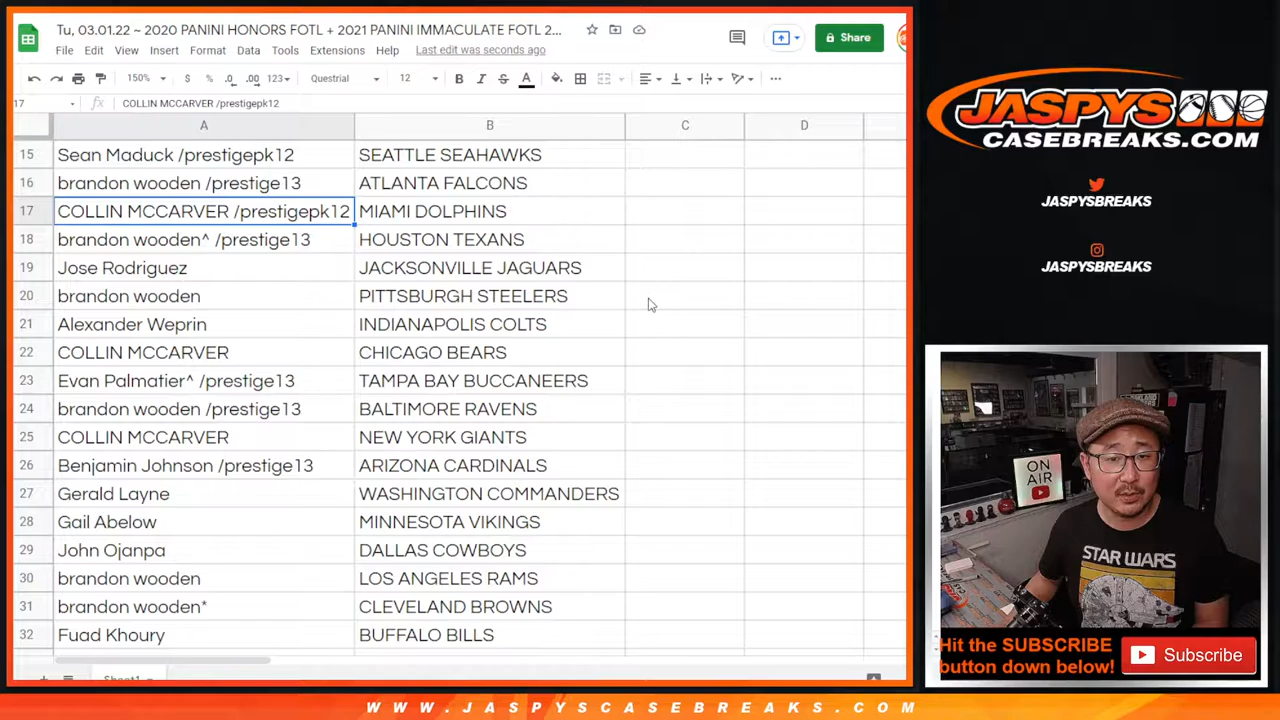 Tu, 03.01.22 ~ 2020 PANINI HONORS FOTL + 2021 PANINI IMMACULATE FOTL 2...
File Edit View Insert Format Data Tools Extensions Help Last edit was seconds ago
Share
150% $ % .0 .00 123 Questrial 12 B I S A
17 fx COLLIN MCCARVER /prestigepk12
A B C D
15 Sean Maduck /prestigepk12 SEATTLE SEAHAWKS
16 brandon wooden /prestige13 ATLANTA FALCONS
17 COLLIN MCCARVER /prestigepk12 MIAMI DOLPHINS
18 brandon wooden^ /prestige13 HOUSTON TEXANS
19 Jose Rodriguez JACKSONVILLE JAGUARS
20 brandon wooden PITTSBURGH STEELERS
21 Alexander Weprin INDIANAPOLIS COLTS
22 COLLIN MCCARVER CHICAGO BEARS
23 Evan Palmatier^ /prestige13 TAMPA BAY BUCCANEERS
24 brandon wooden /prestige13 BALTIMORE RAVENS
25 COLLIN MCCARVER NEW YORK GIANTS
26 Benjamin Johnson /prestige13 ARIZONA CARDINALS
27 Gerald Layne WASHINGTON COMMANDERS
28 Gail Abelow MINNESOTA VIKINGS
29 John Ojanpa DALLAS COWBOYS
30 brandon wooden LOS ANGELES RAMS
31 brandon wooden* CLEVELAND BROWNS
32 Fuad Khoury BUFFALO BILLS
Sheet1
JASPYS
CASEBREAKS.COM
JASPYSBREAKS
JASPYSBREAKS
ON
AIR
STAR WARS
Hit the SUBSCRIBE
button down below!
Subscribe
WWW.JASPYSCASEBREAKS.COM